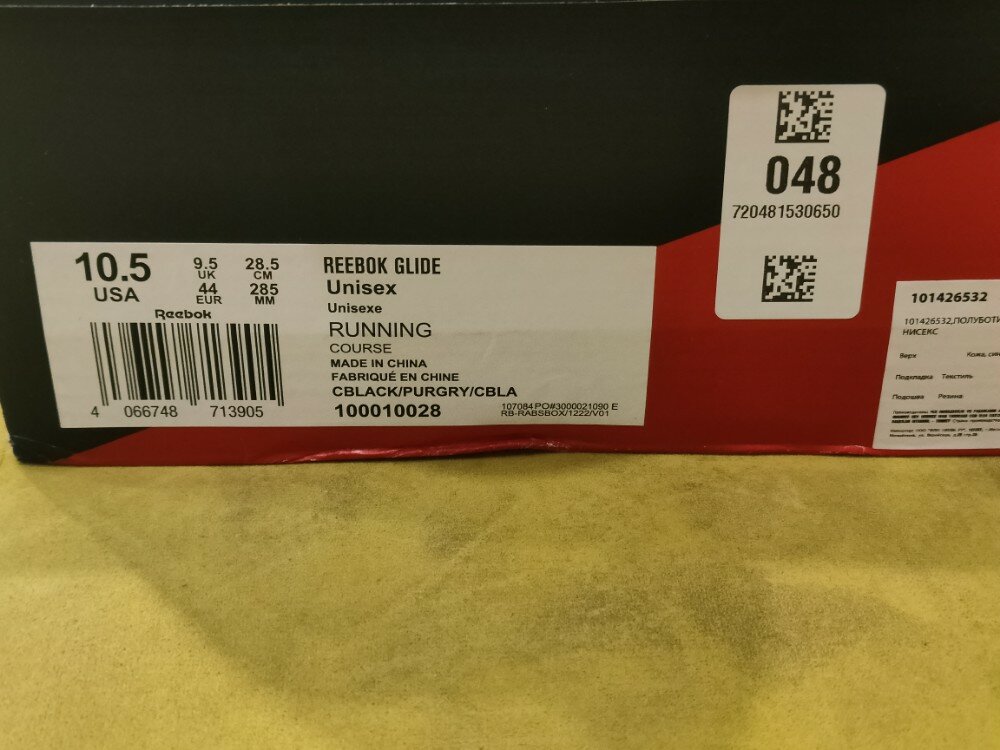 10.5
USA
9.5
UK
28.5
CM
44
EUR
285
MM
Reebok
4 066748 713905
REEBOK GLIDE
Unisex
Unisexe
RUNNING
COURSE
MADE IN CHINA
FABRIQUÉ EN CHINE
CBLACK/PURGRY/CBLA
100010028
107084 PO#3000021090 E
RB-RABSBOX/1222/V01
048
720481530650
101426532
101426532,ПОЛУБОТИ
НИСЕКС
Верх Кожа, син
Подкладка Текстиль
Подошва Резина